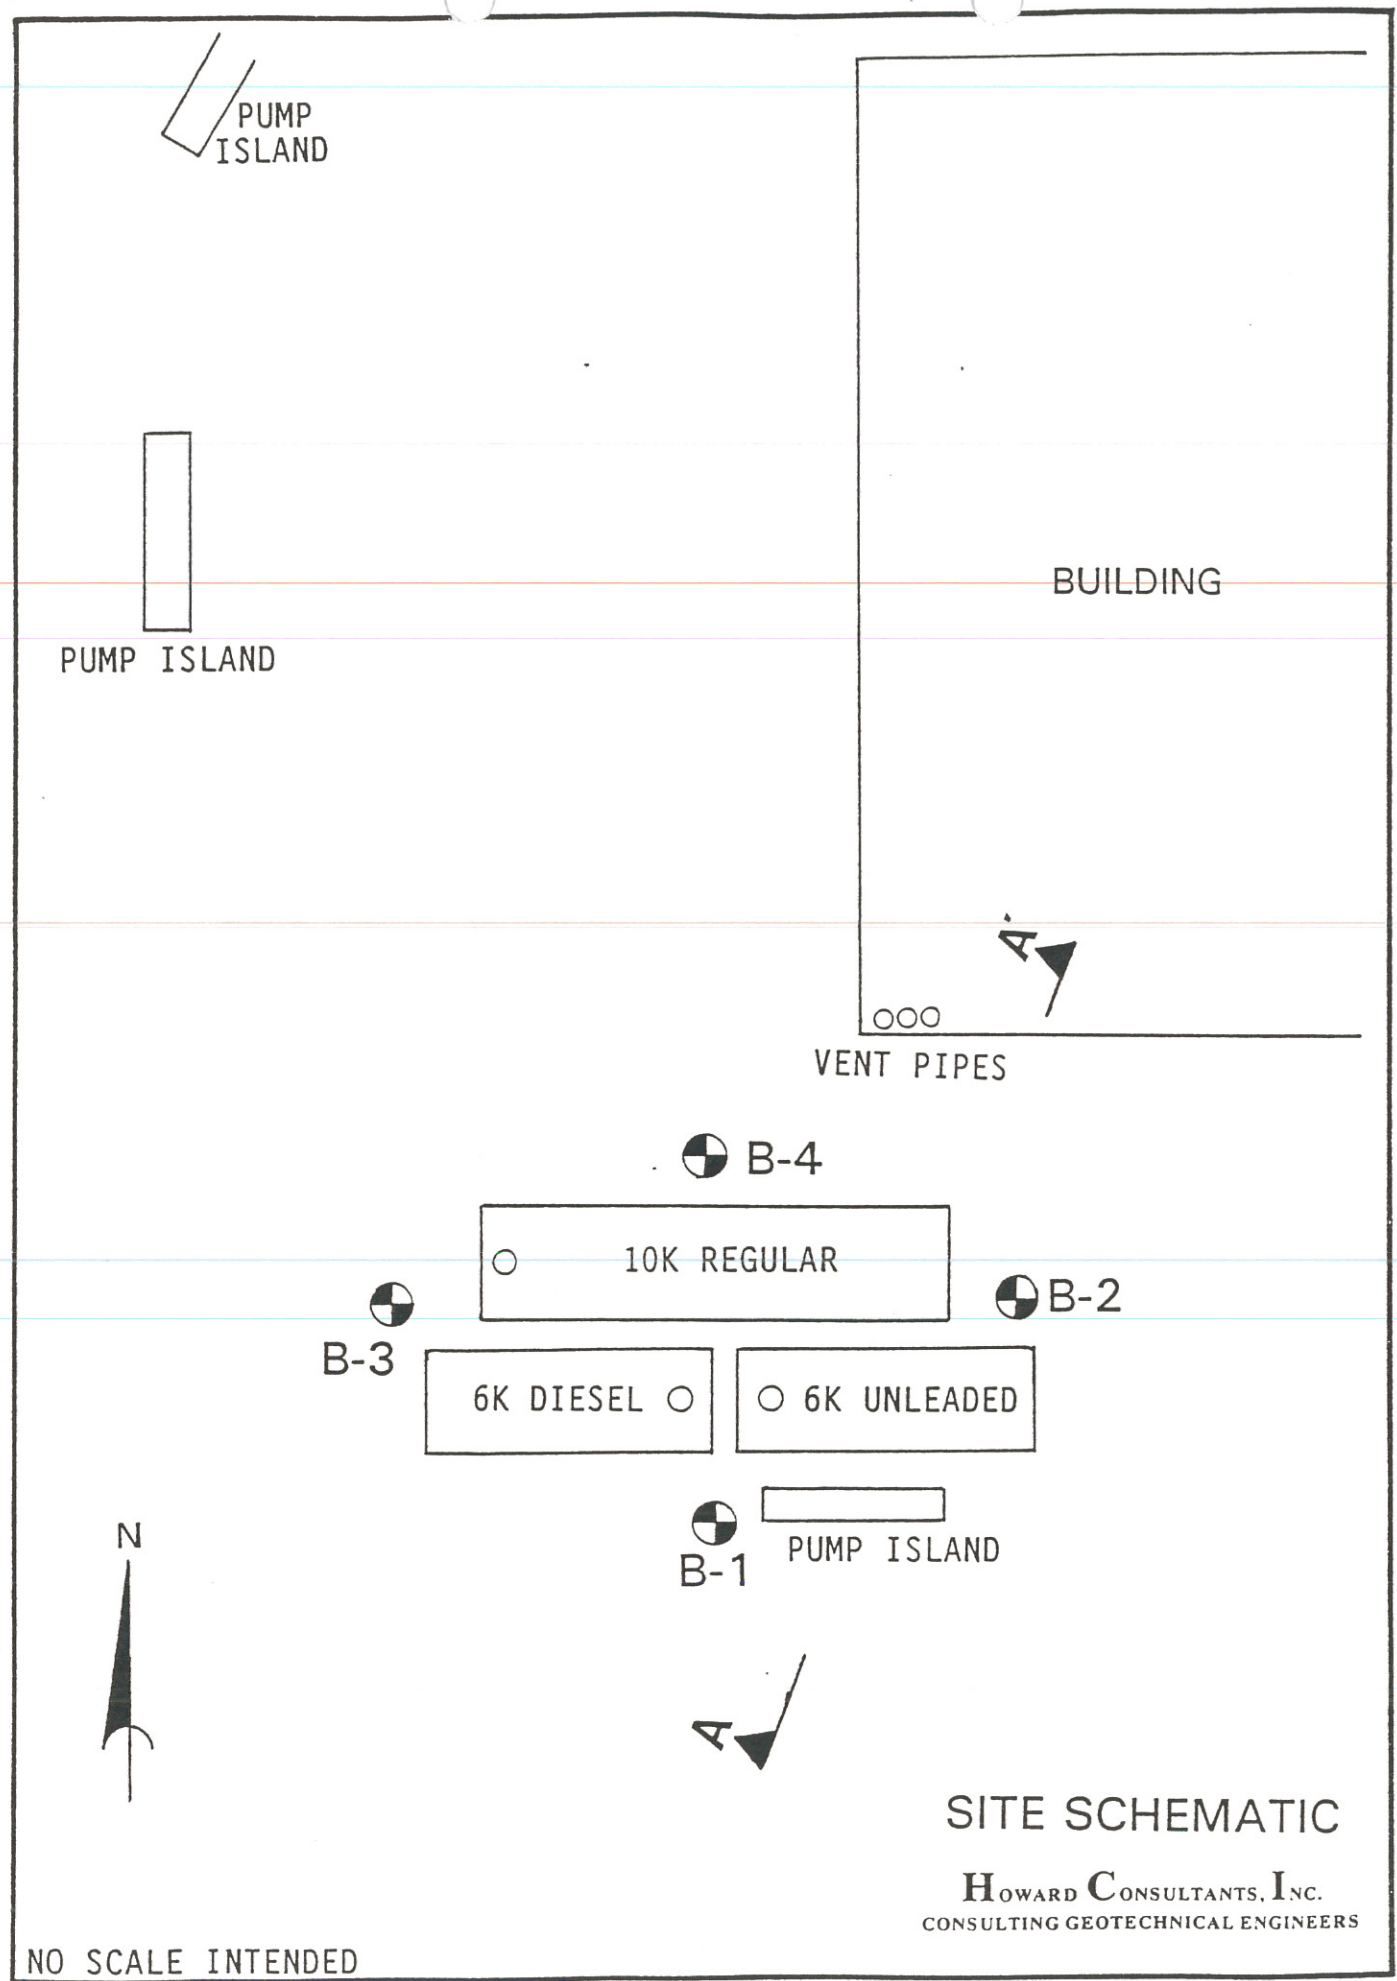 PUMP
ISLAND
BUILDING
PUMP ISLAND
A'
VENT PIPES
B-4
10K REGULAR
B-2
B-3
6K DIESEL
6K UNLEADED
N
B-1
PUMP ISLAND
A
SITE SCHEMATIC
HOWARD CONSULTANTS, INC.
CONSULTING GEOTECHNICAL ENGINEERS
NO SCALE INTENDED